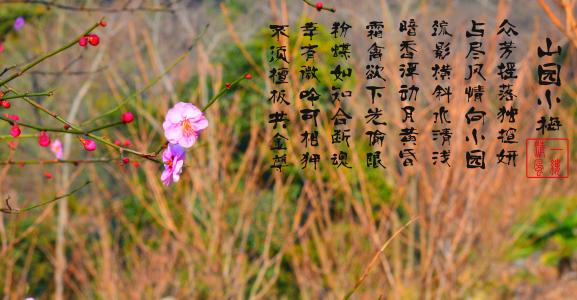 山园小梅
众芳摇落独暄妍
占尽风情向小园
疏影横斜水清浅
暗香浮动月黄昏
霜禽欲下先偷眼
粉蝶如知合断魂
幸有微吟可相狎
不须檀板共金尊